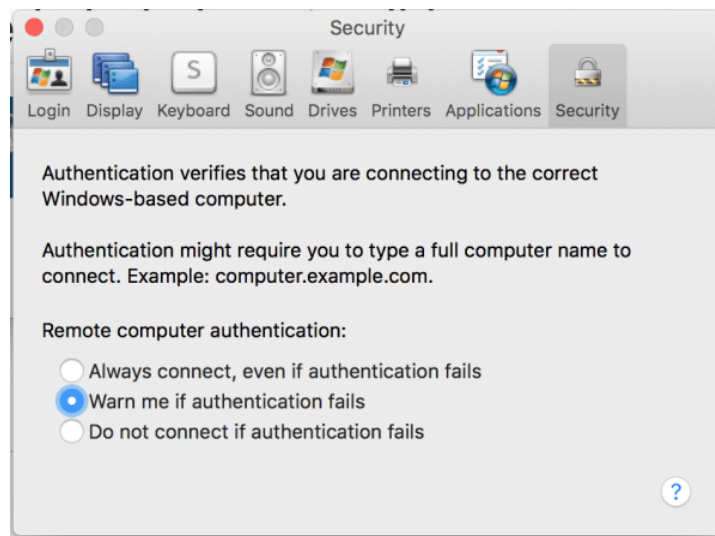 Security
Login Display Keyboard Sound Drives Printers Applications Security
Authentication verifies that you are connecting to the correct
Windows-based computer.
Authentication might require you to type a full computer name to
connect. Example: computer.example.com.
Remote computer authentication:
Always connect, even if authentication fails
Warn me if authentication fails
Do not connect if authentication fails
?